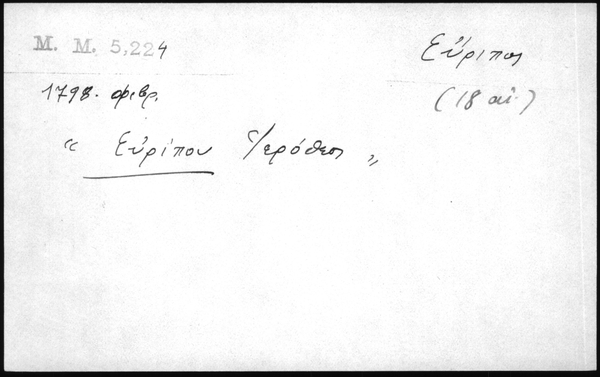 Μ. Μ. 5,224
Εὔριπος
1798. φεβρ.
(18 αἰ.)
“ Εὐρίπου Ἱερόθεος „